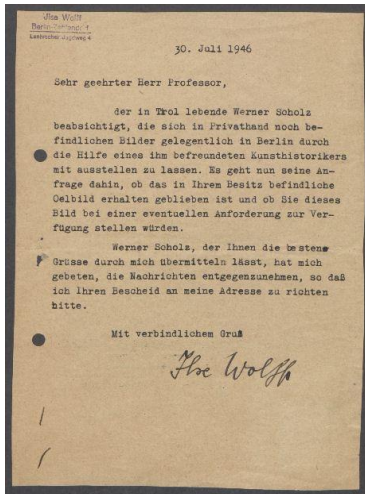 Ilse Wolff
Berlin-Zehlendorf 1
Lentnischer Jagdweg 4
30. Juli 1946
Sehr geehrter Herr Professor,
der in Tirol lebende Werner Scholz
beabsichtigt, die sich in Privathand noch be-
findlichen Bilder gelegentlich in Berlin durch
die Hilfe eines ihm befreundeten Kunsthistorikers
mit ausstellen zu lassen. Es geht nun seine An-
frage dahin, ob das in Ihrem Besitz befindliche
Oelbild erhalten geblieben ist und ob Sie dieses
Bild bei einer eventuellen Anforderung zur Ver-
fügung stellen würden.
Werner Scholz, der Ihnen die besten
Grüsse durch mich übermitteln lässt, hat mich
gebeten, die Nachrichten entgegenzunehmen, so daß
ich Ihren Bescheid an meine Adresse zu richten
bitte.
Mit verbindlichem Gruß
Ilse Wolff